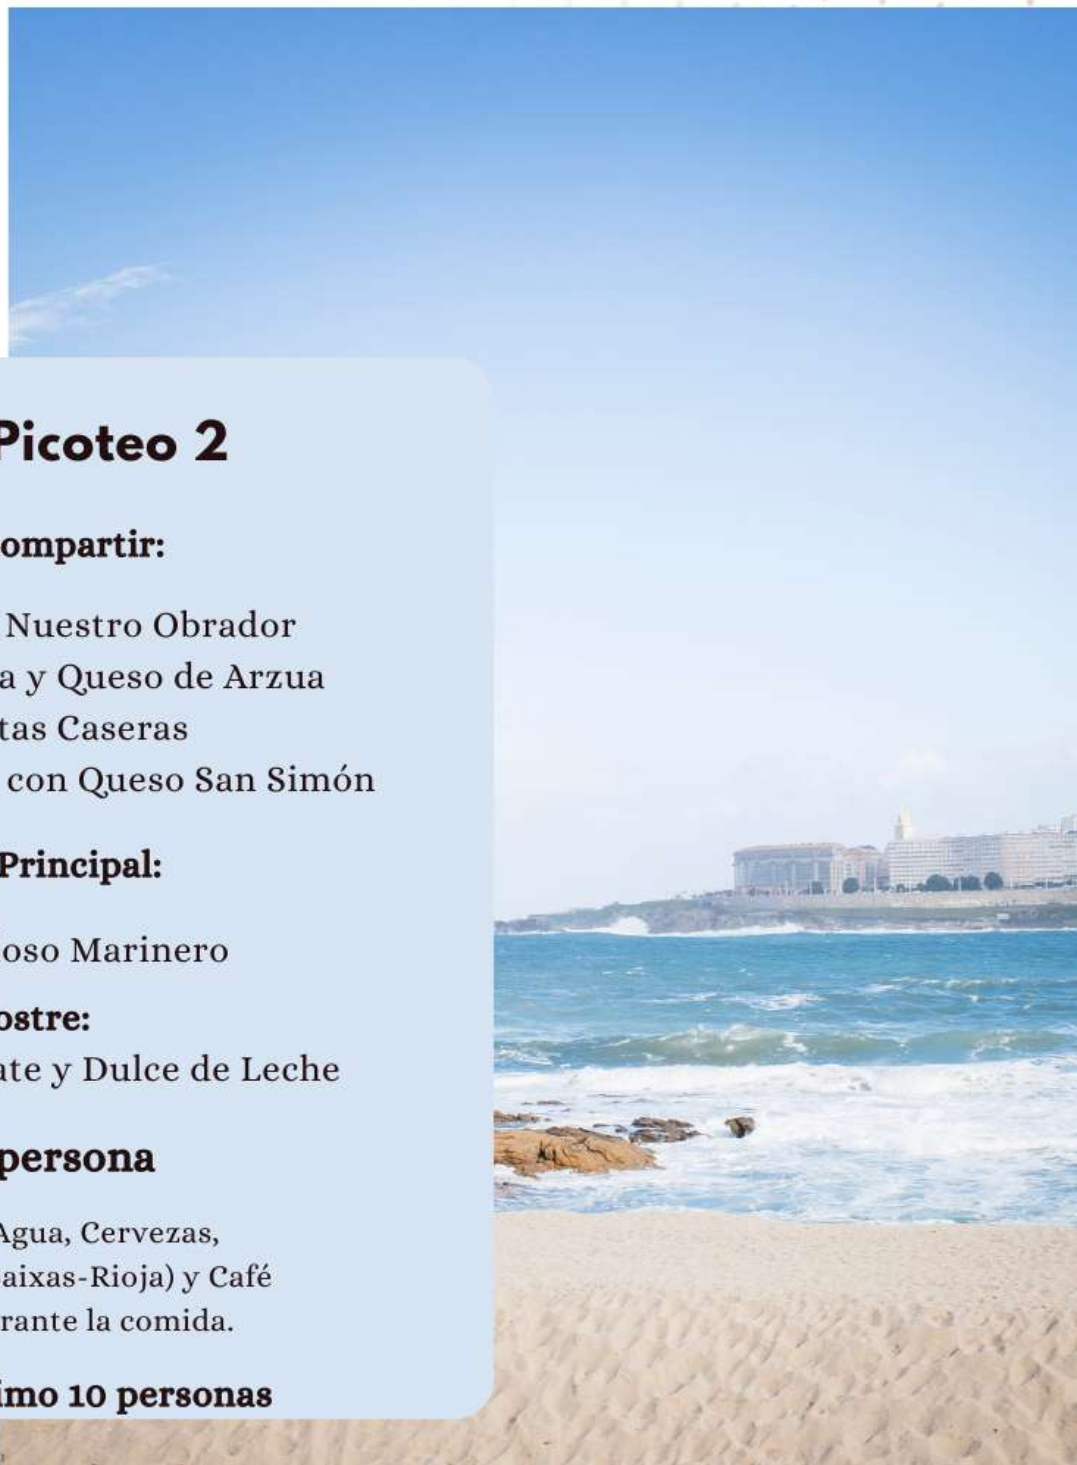 Picoteo 2
ompartir:
Nuestro Obrador
a y Queso de Arzua
tas Caseras
con Queso San Simón
Principal:
oso Marinero
ostre:
ate y Dulce de Leche
persona
Agua, Cervezas,
aixas-Rioja) y Café
rante la comida.
imo 10 personas